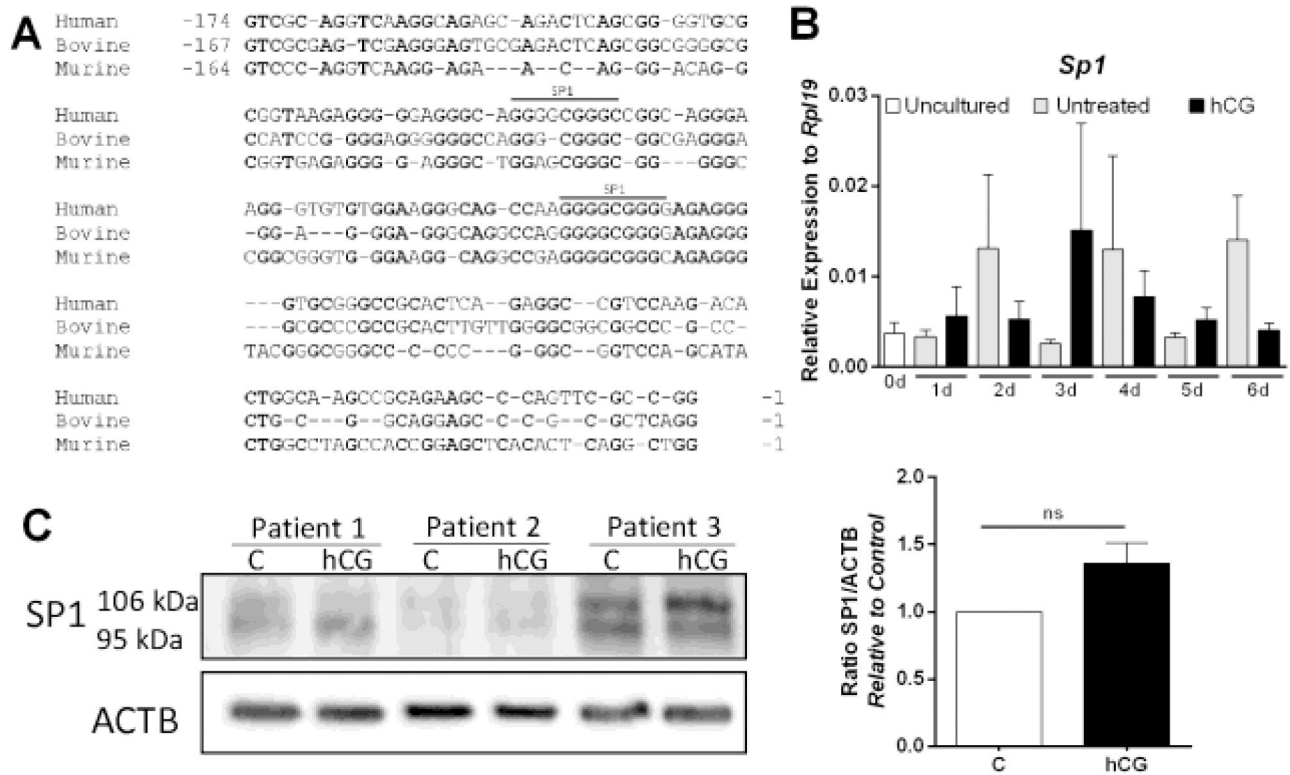 A
Human -174 GTCGC-AGGTCAAGGCAGAGC-AGACTCAGCGG-GGTGCG
Bovine -167 GTCGCGAG-TCGAGGGAGTGCGAGACTCAGCGGCGGGGCG
Murine -164 GTCCC-AGGTCAAGG-AGA---A--C--AG-GG-ACAG-G
SP1
Human CGGTAAGAGGG-GGAGGGC-AGGGGCGGGCCGGC-AGGGA
Bovine CCATCCG-GGGAGGGGGGCCAGGG-CGGGC-GGCGAGGGA
Murine CGGTGAGAGGG-G-AGGGC-TGGAGCGGGC-GG---GGGC
SP1
Human AGG-GTGTGTGGAAGGGCAG-CCAAGGGGCGGGGAGAGGG
Bovine -GG-A---G-GGA-GGGCAGGCCAGGGGGCGGGGAGAGGG
Murine CGGCGGGTG-GGAAGG-CAGGCCGAGGGGCGGGCAGAGGG
Human ---GTGCGGGCCGCACTCA--GAGGC--CGTCCAAG-ACA
Bovine ---GCGCCCGCCGCACTTGTTGGGGCGGCGGCCC-G-CC-
Murine TACGGGCGGGCC-C-CCC---G-GGC--GGTCCA-GCATA
Human CTGGCA-AGCCGCAGAAGC-C-CAGTTC-GC-C-GG -1
Bovine CTG-C---G--GCAGGAGC-C-C-G--C-GCTCAGG -1
Murine CTGGCCTAGCCACCGGAGCTCACACT-CAGG-CTGG -1
B
Sp1
Relative Expression to Rpl19
Uncultured Untreated hCG
0.03
0.02
0.01
0.00
0d 1d 2d 3d 4d 5d 6d
C
Patient 1 Patient 2 Patient 3
C hCG C hCG C hCG
SP1
106 kDa
95 kDa
ACTB
Ratio SP1/ACTB
Relative to Control
2.0
1.5
1.0
0.5
0.0
ns
C hCG